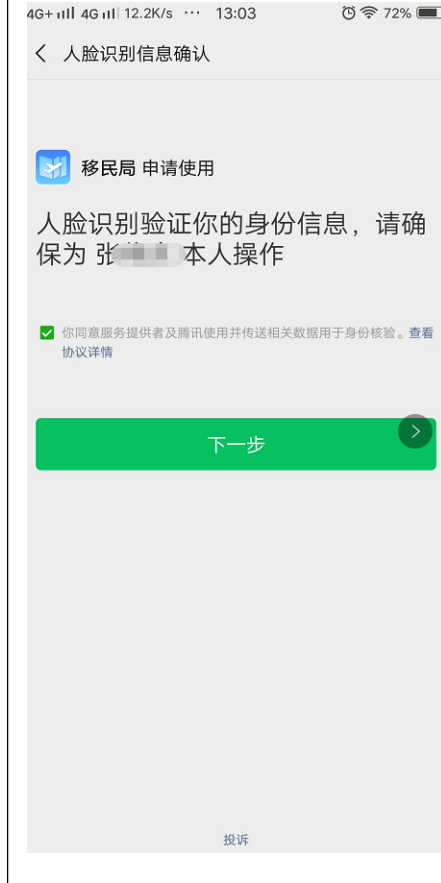 4G+ 4G 12.2K/s ··· 13:03 72%
人脸识别信息确认
移民局 申请使用
人脸识别验证你的身份信息，请确
保为 张 本人操作
你同意服务提供者及腾讯使用并传送相关数据用于身份核验。查看
协议详情
下一步
投诉